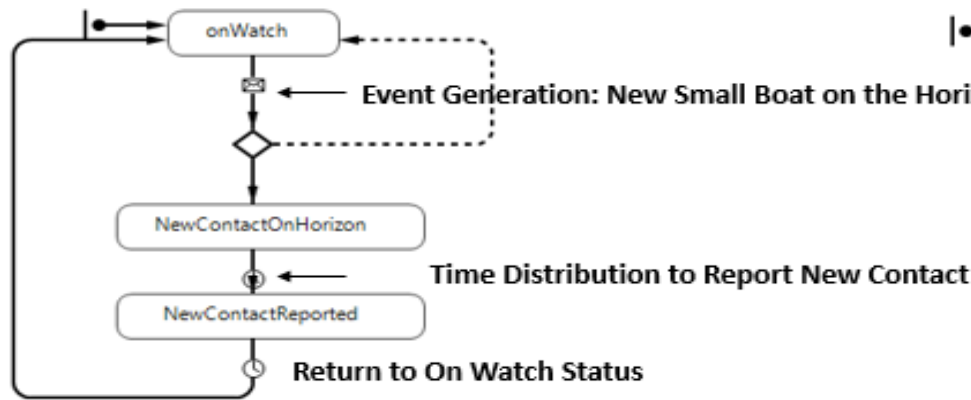 onWatch
Event Generation: New Small Boat on the
NewContactOnHorizon
Time Distribution to Report New Contact
NewContactReported
Return to On Watch Status